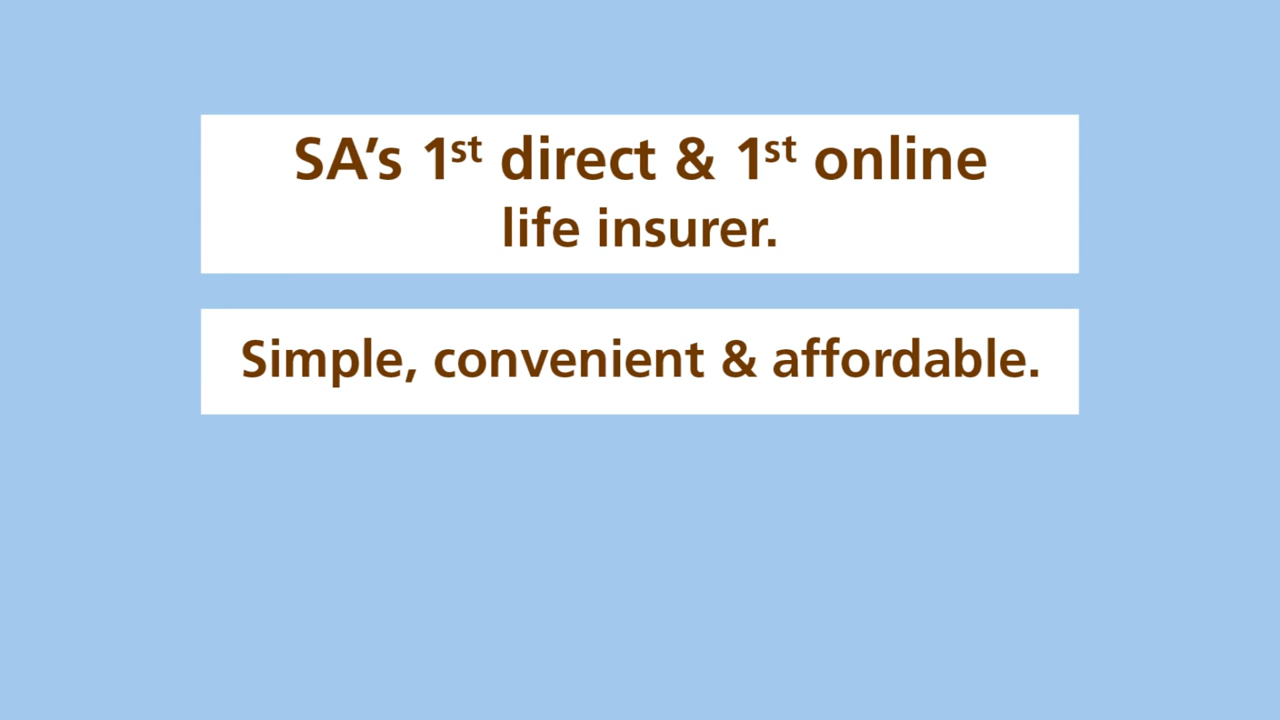 SA’s 1st direct & 1st online
life insurer.
Simple, convenient & affordable.